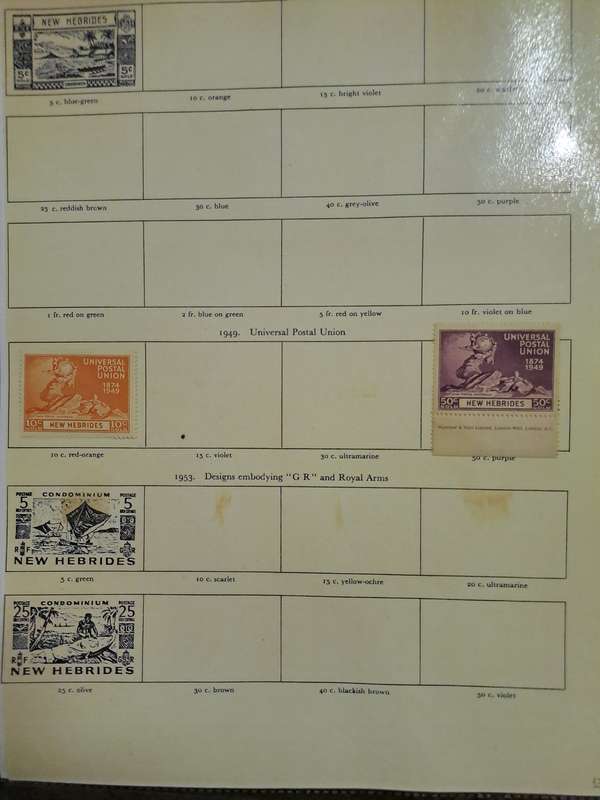 NEW HEBRIDES
5c 5c
5 c. blue-green 10 c. orange 15 c. bright violet 20 c.
25 c. reddish brown 30 c. blue 40 c. grey-olive 50 c. purple
1 fr. red on green 2 fr. blue on green 5 fr. red on yellow 10 fr. violet on blue
1949. Universal Postal Union
UNIVERSAL
POSTAL
UNION
1874
1949
10c 10c
NEW HEBRIDES
UNIVERSAL
POSTAL
UNION
1874
1949
50c 50c
NEW HEBRIDES
10 c. red-orange 15 c. violet 30 c. ultramarine 50 c. purple
1953. Designs embodying "G R" and Royal Arms
POSTAGE CONDOMINIUM POSTAGE
5 5
R F G R
NEW HEBRIDES
5 c. green 10 c. scarlet 15 c. yellow-ochre 20 c. ultramarine
POSTAGE CONDOMINIUM POSTAGE
25 25
R F G R
NEW HEBRIDES
25 c. olive 30 c. brown 40 c. blackish brown 50 c. violet